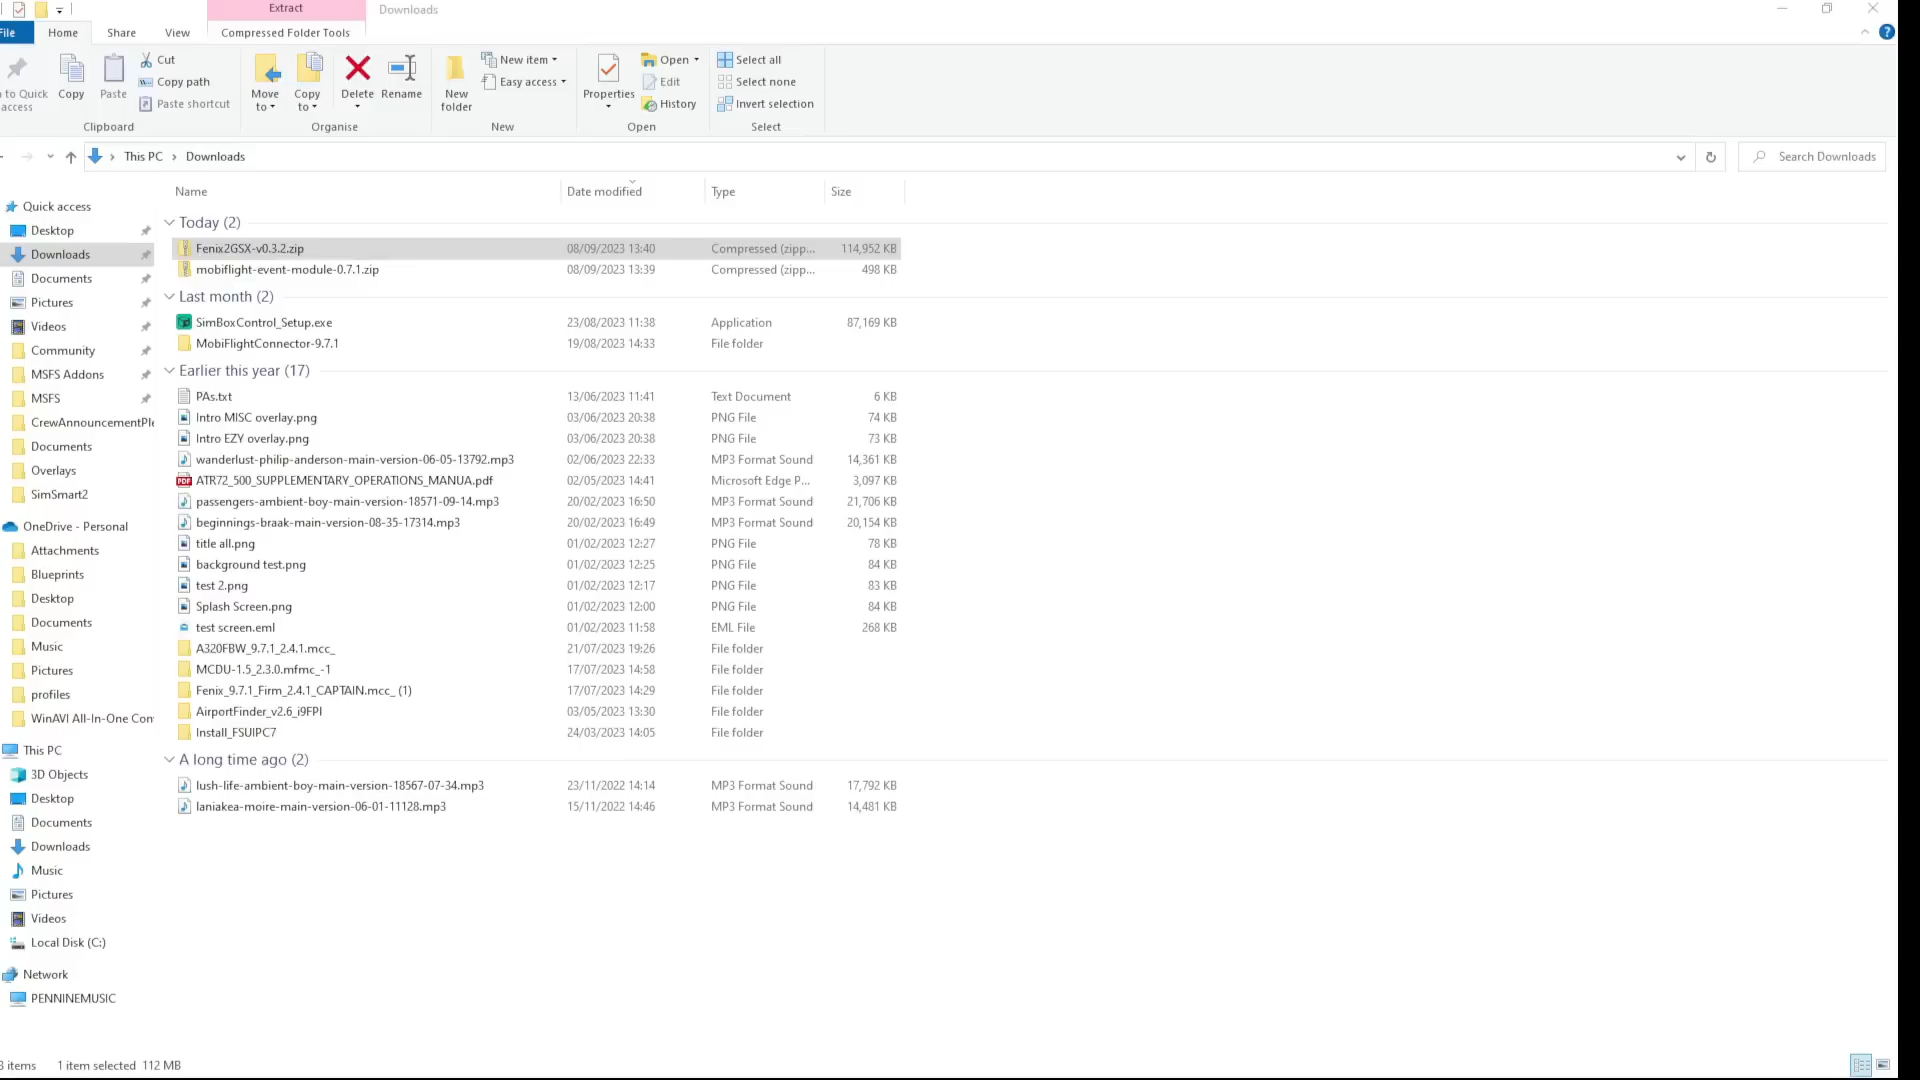 Extract
Downloads
File
Home
Share
View
Compressed Folder Tools
to Quick
access
Copy
Paste
Cut
Copy path
Paste shortcut
Move
to
Copy
to
Delete
Rename
New
folder
New item
Easy access
Properties
Open
Edit
History
Select all
Select none
Invert selection
Clipboard
Organise
New
Open
Select
This PC
Downloads
Search Downloads
Name
Date modified
Type
Size
Quick access
Desktop
Downloads
Documents
Pictures
Videos
Community
MSFS Addons
MSFS
CrewAnnouncementPl
Documents
Overlays
SimSmart2
OneDrive - Personal
Attachments
Blueprints
Desktop
Documents
Music
Pictures
profiles
WinAVI All-In-One Con
This PC
3D Objects
Desktop
Documents
Downloads
Music
Pictures
Videos
Local Disk (C:)
Network
PENNINEMUSIC
Today (2)
Fenix2GSX-v0.3.2.zip 08/09/2023 13:40 Compressed (zipp... 114,952 KB
mobiflight-event-module-0.7.1.zip 08/09/2023 13:39 Compressed (zipp... 498 KB
Last month (2)
SimBoxControl_Setup.exe 23/08/2023 11:38 Application 87,169 KB
MobiFlightConnector-9.7.1 19/08/2023 14:33 File folder
Earlier this year (17)
PAs.txt 13/06/2023 11:41 Text Document 6 KB
Intro MISC overlay.png 03/06/2023 20:38 PNG File 74 KB
Intro EZY overlay.png 03/06/2023 20:38 PNG File 73 KB
wanderlust-philip-anderson-main-version-06-05-13792.mp3 02/06/2023 22:33 MP3 Format Sound 14,361 KB
PDF ATR72_500_SUPPLEMENTARY_OPERATIONS_MANUA.pdf 02/05/2023 14:41 Microsoft Edge P... 3,097 KB
passengers-ambient-boy-main-version-18571-09-14.mp3 20/02/2023 16:50 MP3 Format Sound 21,706 KB
beginnings-braak-main-version-08-35-17314.mp3 20/02/2023 16:49 MP3 Format Sound 20,154 KB
title all.png 01/02/2023 12:27 PNG File 78 KB
background test.png 01/02/2023 12:25 PNG File 84 KB
test 2.png 01/02/2023 12:17 PNG File 83 KB
Splash Screen.png 01/02/2023 12:00 PNG File 84 KB
test screen.eml 01/02/2023 11:58 EML File 268 KB
A320FBW_9.7.1_2.4.1.mcc_ 21/07/2023 19:26 File folder
MCDU-1.5_2.3.0.mfmc_-1 17/07/2023 14:58 File folder
Fenix_9.7.1_Firm_2.4.1_CAPTAIN.mcc_ (1) 17/07/2023 14:29 File folder
AirportFinder_v2.6_i9FPI 03/05/2023 13:30 File folder
Install_FSUIPC7 24/03/2023 14:05 File folder
A long time ago (2)
lush-life-ambient-boy-main-version-18567-07-34.mp3 23/11/2022 14:14 MP3 Format Sound 17,792 KB
laniakea-moire-main-version-06-01-11128.mp3 15/11/2022 14:46 MP3 Format Sound 14,481 KB
3 items 1 item selected 112 MB